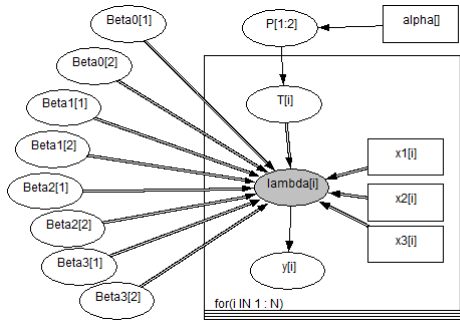 Beta0[1]
P[1:2]
alpha[]
Beta0[2]
Beta1[1]
T[i]
Beta1[2]
x1[i]
Beta2[1]
lambda[i]
x2[i]
Beta2[2]
x3[i]
Beta3[1]
y[i]
Beta3[2]
for(i IN 1 : N)